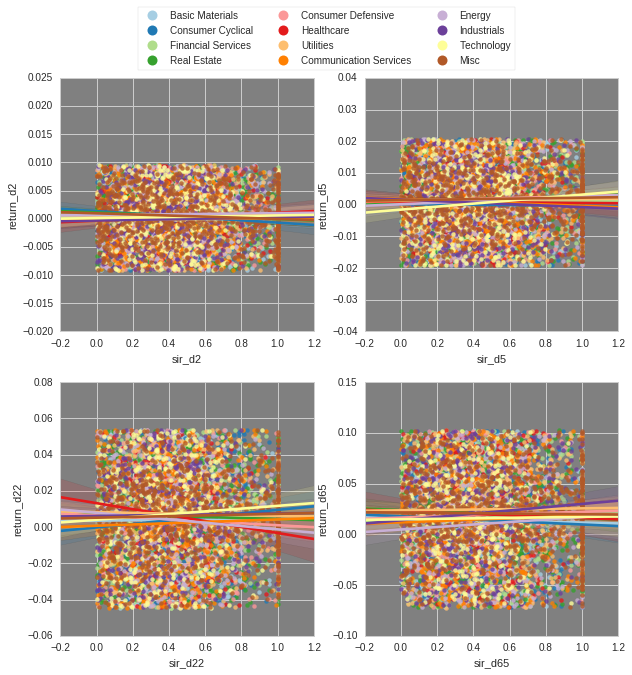 Basic Materials Consumer Defensive Energy
Consumer Cyclical Healthcare Industrials
Financial Services Utilities Technology
Real Estate Communication Services Misc
0.025 0.04
0.020 0.03
0.015 0.02
0.010 0.01
0.005 0.00
0.000 −0.01
−0.005 −0.02
−0.010 −0.03
−0.015 −0.04
−0.020
return_d2 return_d5
−0.2 0.0 0.2 0.4 0.6 0.8 1.0 1.2 −0.2 0.0 0.2 0.4 0.6 0.8 1.0 1.2
sir_d2 sir_d5
0.08 0.15
0.06 0.10
0.04 0.05
0.02 0.00
0.00 −0.05
−0.02 −0.10
−0.04
−0.06
return_d22 return_d65
−0.2 0.0 0.2 0.4 0.6 0.8 1.0 1.2 −0.2 0.0 0.2 0.4 0.6 0.8 1.0 1.2
sir_d22 sir_d65